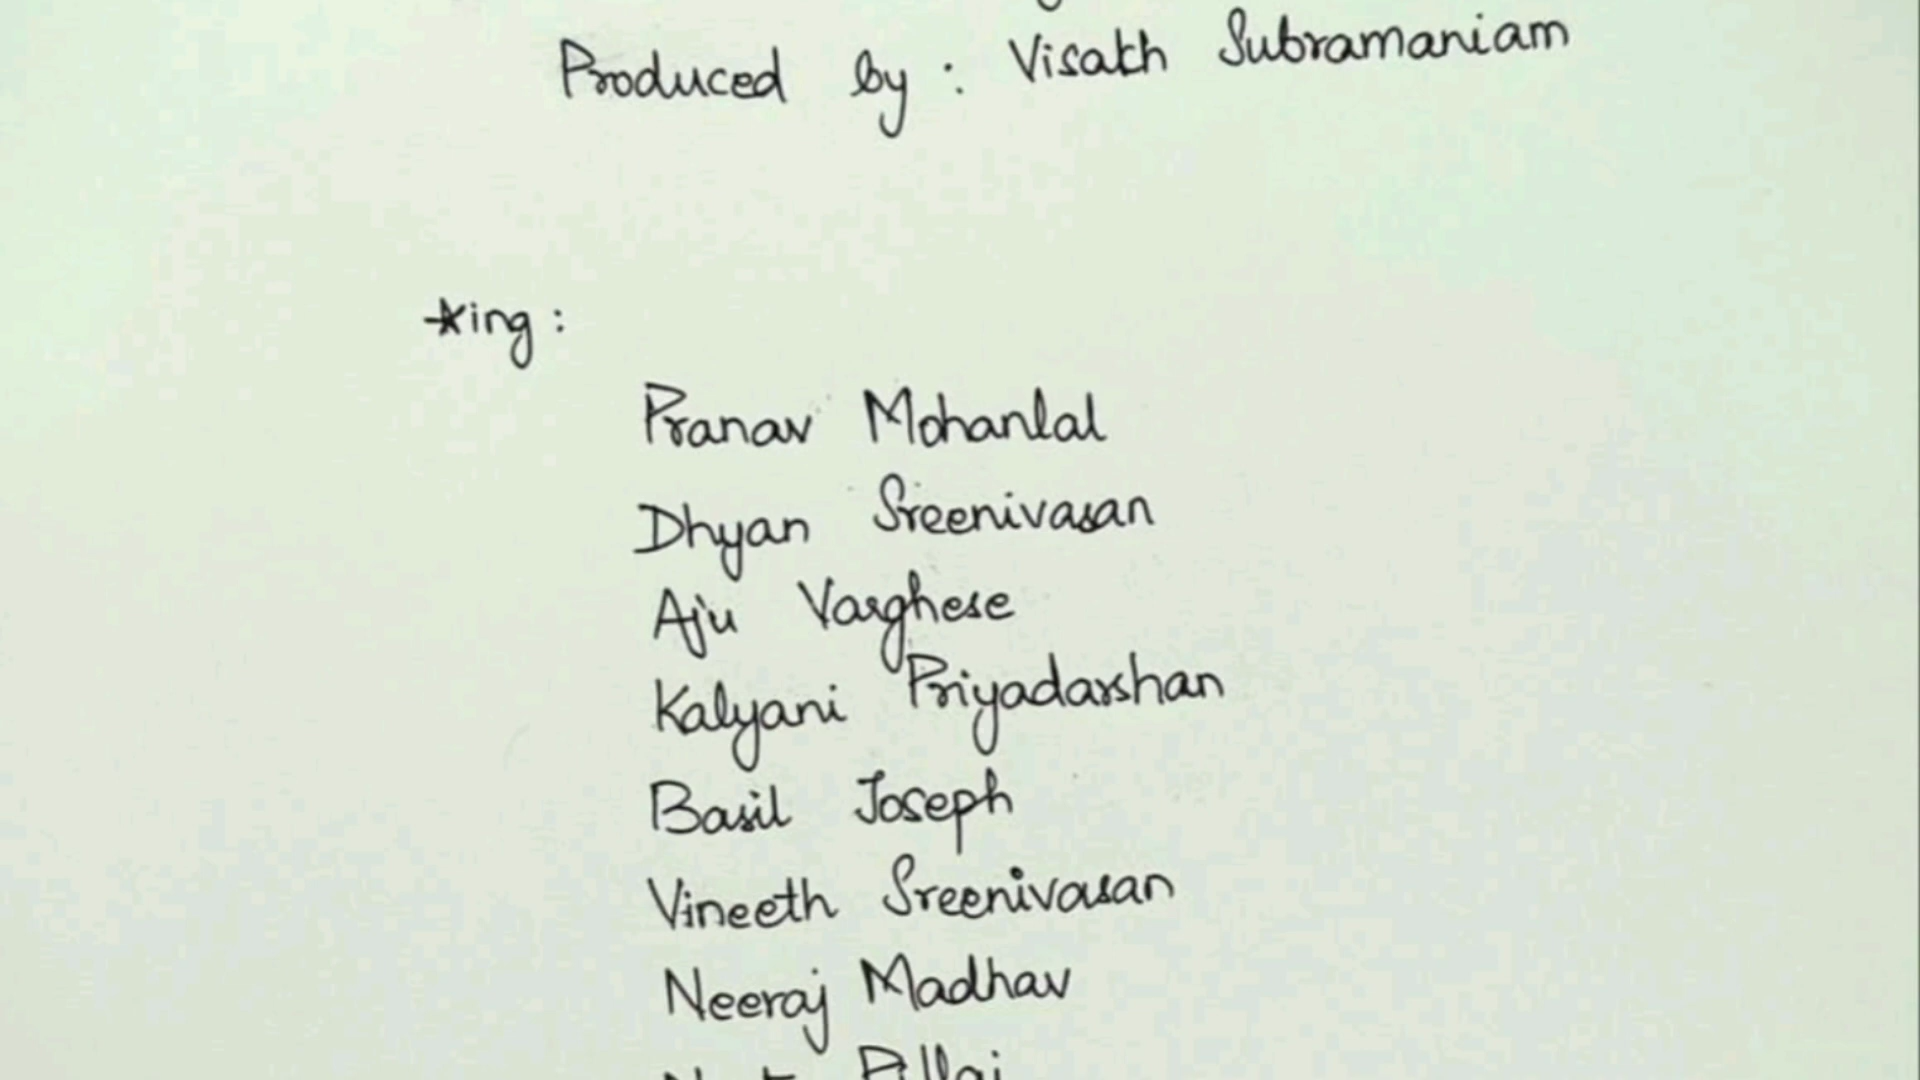 Produced by : Visakh Subramaniam
*ing :
Pranav Mohanlal
Dhyan Sreenivasan
Aju Varghese
Kalyani Priyadarshan
Basil Joseph
Vineeth Sreenivasan
Neeraj Madhav
Pillai